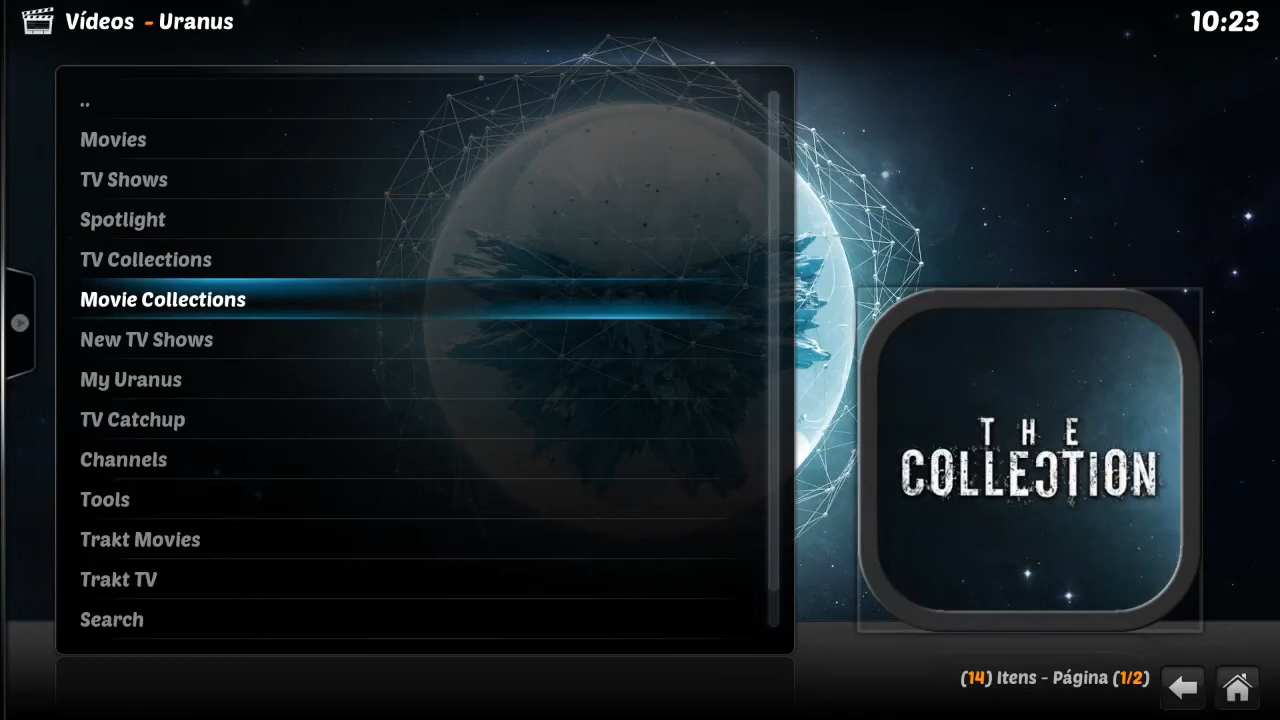 Vídeos - Uranus
10:23
..
Movies
TV Shows
Spotlight
TV Collections
Movie Collections
New TV Shows
My Uranus
TV Catchup
Channels
Tools
Trakt Movies
Trakt TV
Search
THE
COLLECTION
(14) Itens - Página (1/2)